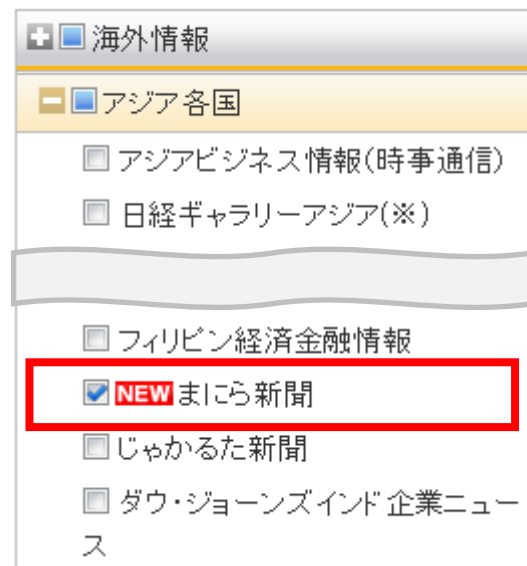 海外情報
アジア各国
アジアビジネス情報(時事通信)
日経ギャラリーアジア(※)
フィリピン経済金融情報
NEW まにら新聞
じゃかるた新聞
ダウ・ジョーンズインド企業ニュー
ス